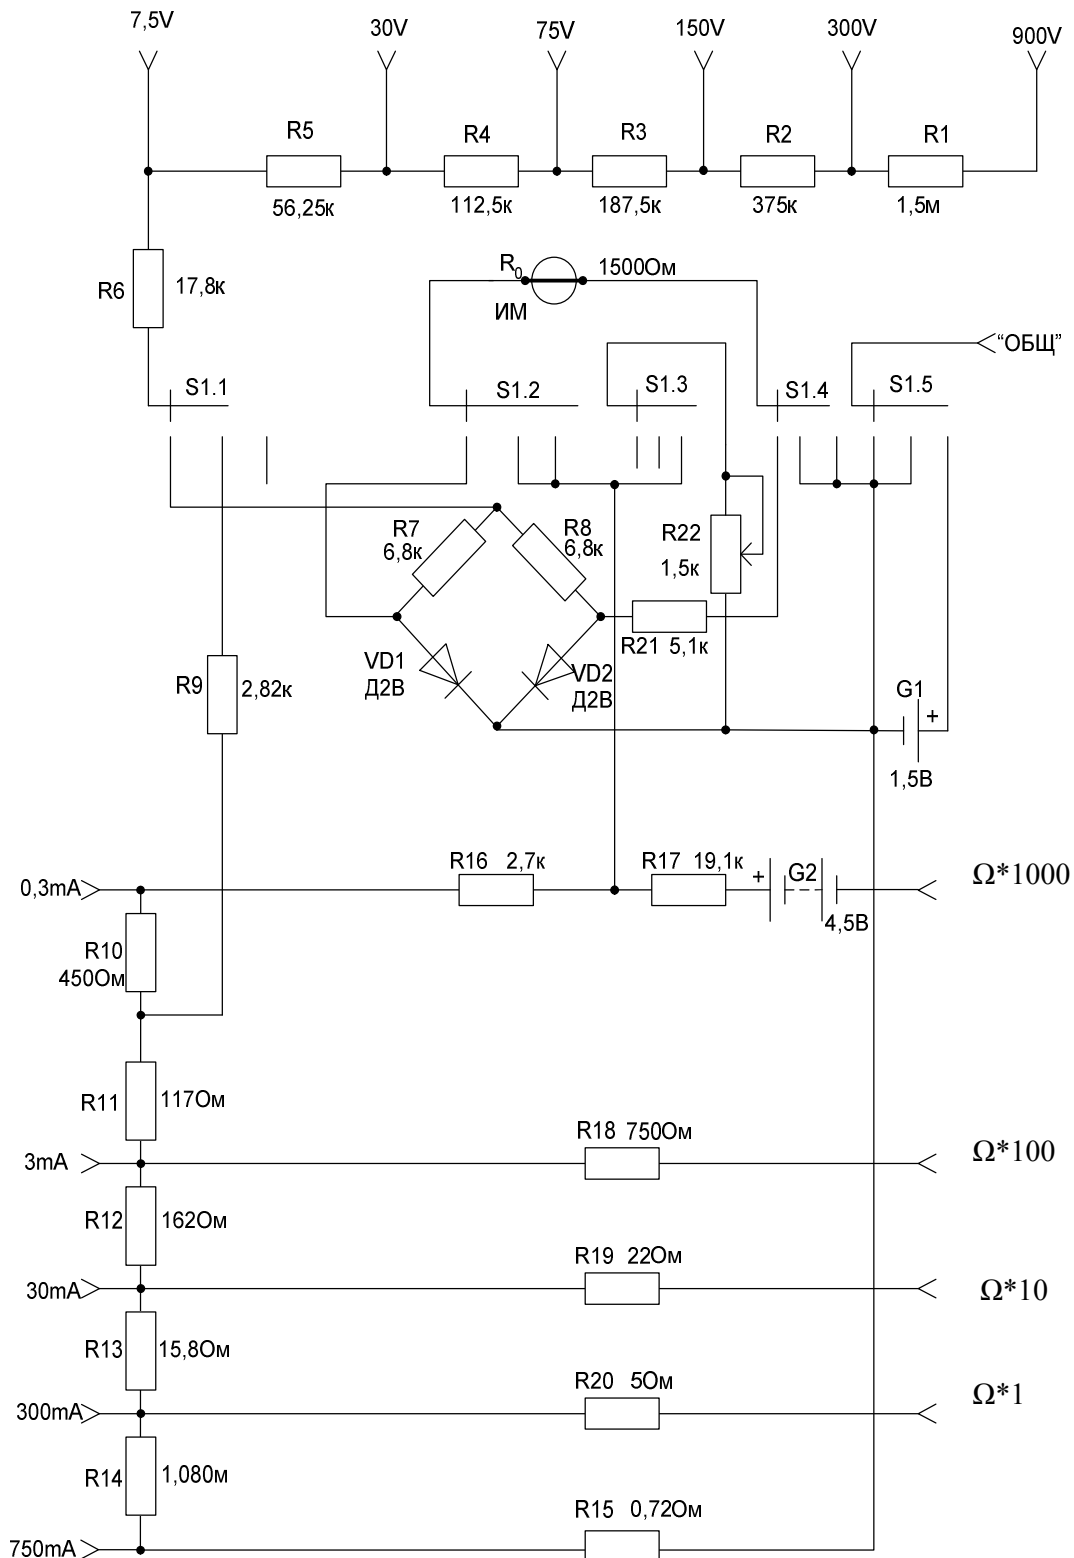 7,5V
30V
75V
150V
300V
900V
R5
R4
R3
R2
R1
56,25к
112,5к
187,5к
375к
1,5м
R6
17,8к
R0
1500Ом
ИМ
"ОБЩ"
S1.1
S1.2
S1.3
S1.4
S1.5
R7
6,8к
R8
6,8к
R22
1,5к
R21 5,1к
VD1
Д2В
VD2
Д2В
R9
2,82к
G1
+
1,5В
R16 2,7к
R17 19,1к
+
G2
4,5В
0,3mA
Ω*1000
R10
450Ом
R11
117Ом
R18 750Ом
3mA
Ω*100
R12
162Ом
R19 22Ом
30mA
Ω*10
R13
15,8Ом
R20 5Ом
300mA
Ω*1
R14
1,08Ом
R15 0,72Ом
750mA